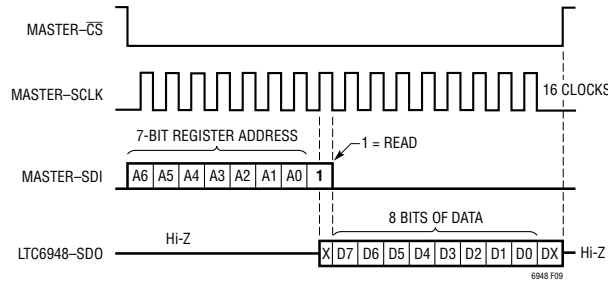 MASTER–CS
MASTER–SCLK
16 CLOCKS
7-BIT REGISTER ADDRESS
1 = READ
MASTER–SDI
A6 A5 A4 A3 A2 A1 A0 1
8 BITS OF DATA
Hi-Z
LTC6948–SDO
X D7 D6 D5 D4 D3 D2 D1 D0 DX
Hi-Z
6948 F09